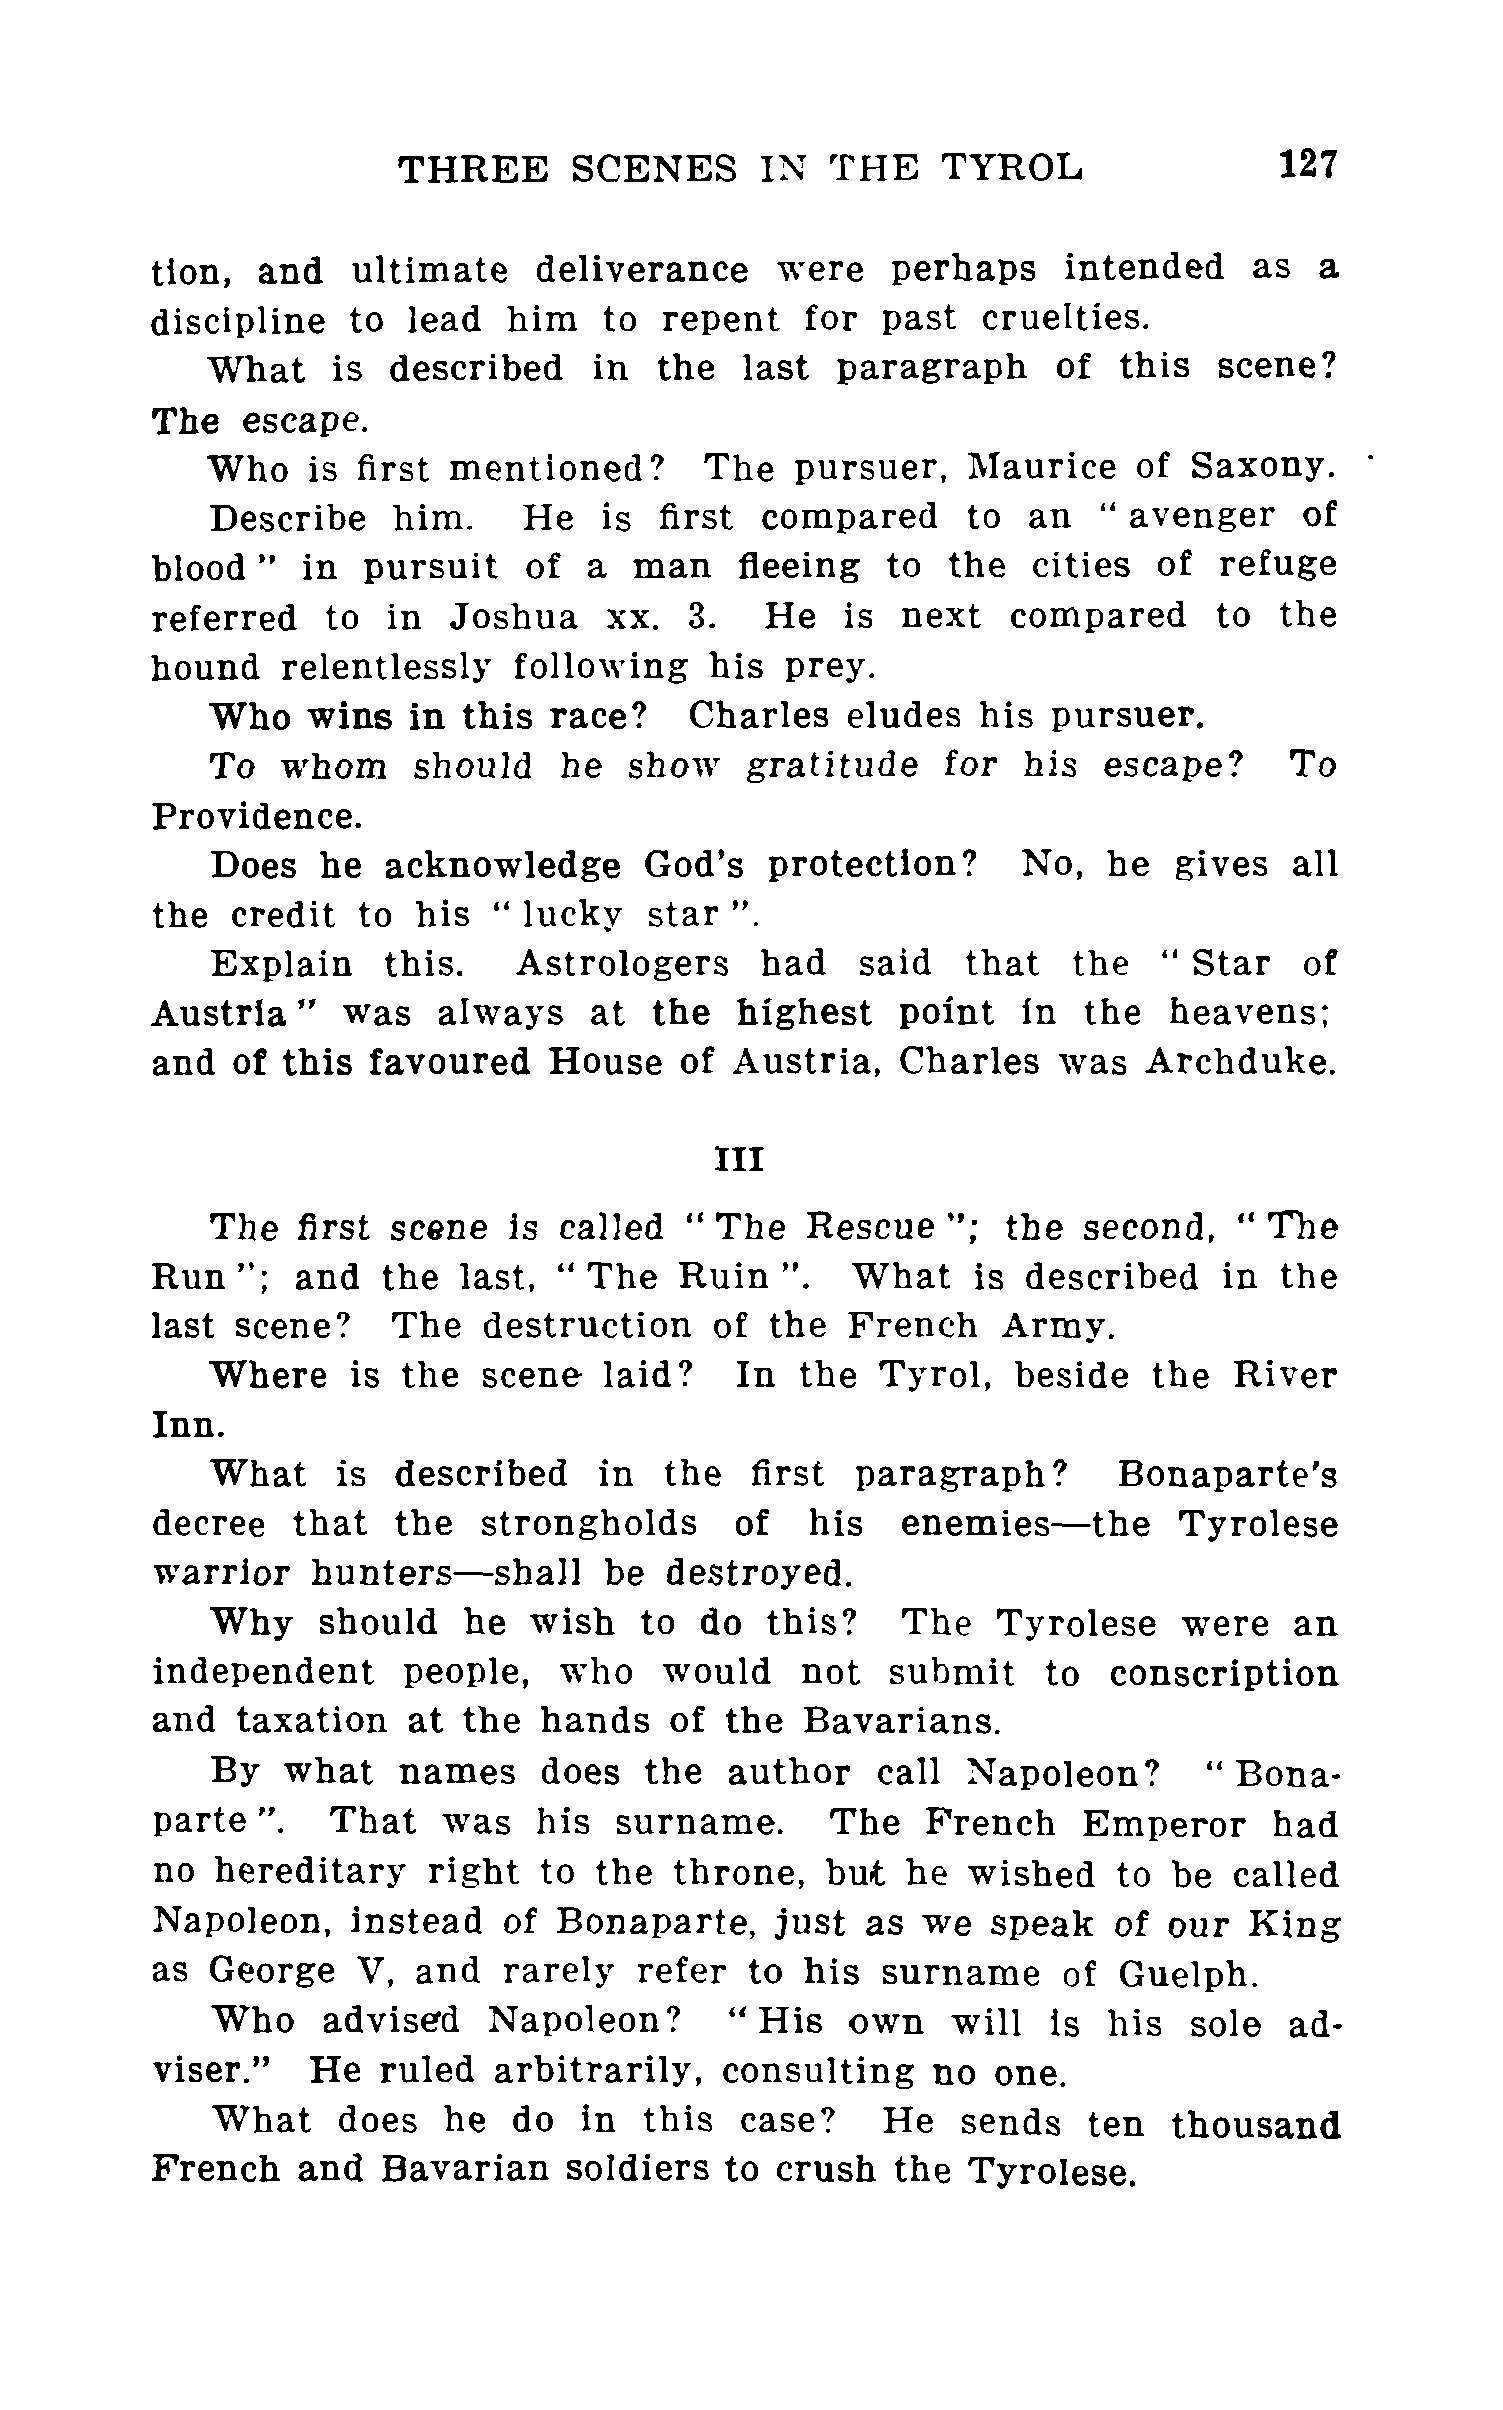 THREE SCENES IN THE TYROL 127
tion, and ultimate deliverance were perhaps intended as a
discipline to lead him to repent for past cruelties.
What is described in the last paragraph of this scene?
The escape.
Who is first mentioned? The pursuer, Maurice of Saxony.
Describe him. He is first compared to an " avenger of
blood " in pursuit of a man fleeing to the cities of refuge
referred to in Joshua xx. 3. He is next compared to the
hound relentlessly following his prey.
Who wins in this race? Charles eludes his pursuer.
To whom should he show gratitude for his escape? To
Providence.
Does he acknowledge God's protection? No, he gives all
the credit to his " lucky star ".
Explain this. Astrologers had said that the " Star of
Austria " was always at the highest point in the heavens;
and of this favoured House of Austria, Charles was Archduke.
III
The first scene is called " The Rescue "; the second, " The
Run "; and the last, " The Ruin ". What is described in the
last scene? The destruction of the French Army.
Where is the scene laid? In the Tyrol, beside the River
Inn.
What is described in the first paragraph? Bonaparte's
decree that the strongholds of his enemies—the Tyrolese
warrior hunters—shall be destroyed.
Why should he wish to do this? The Tyrolese were an
independent people, who would not submit to conscription
and taxation at the hands of the Bavarians.
By what names does the author call Napoleon? " Bona-
parte ". That was his surname. The French Emperor had
no hereditary right to the throne, but he wished to be called
Napoleon, instead of Bonaparte, just as we speak of our King
as George V, and rarely refer to his surname of Guelph.
Who advised Napoleon? " His own will is his sole ad-
viser." He ruled arbitrarily, consulting no one.
What does he do in this case? He sends ten thousand
French and Bavarian soldiers to crush the Tyrolese.